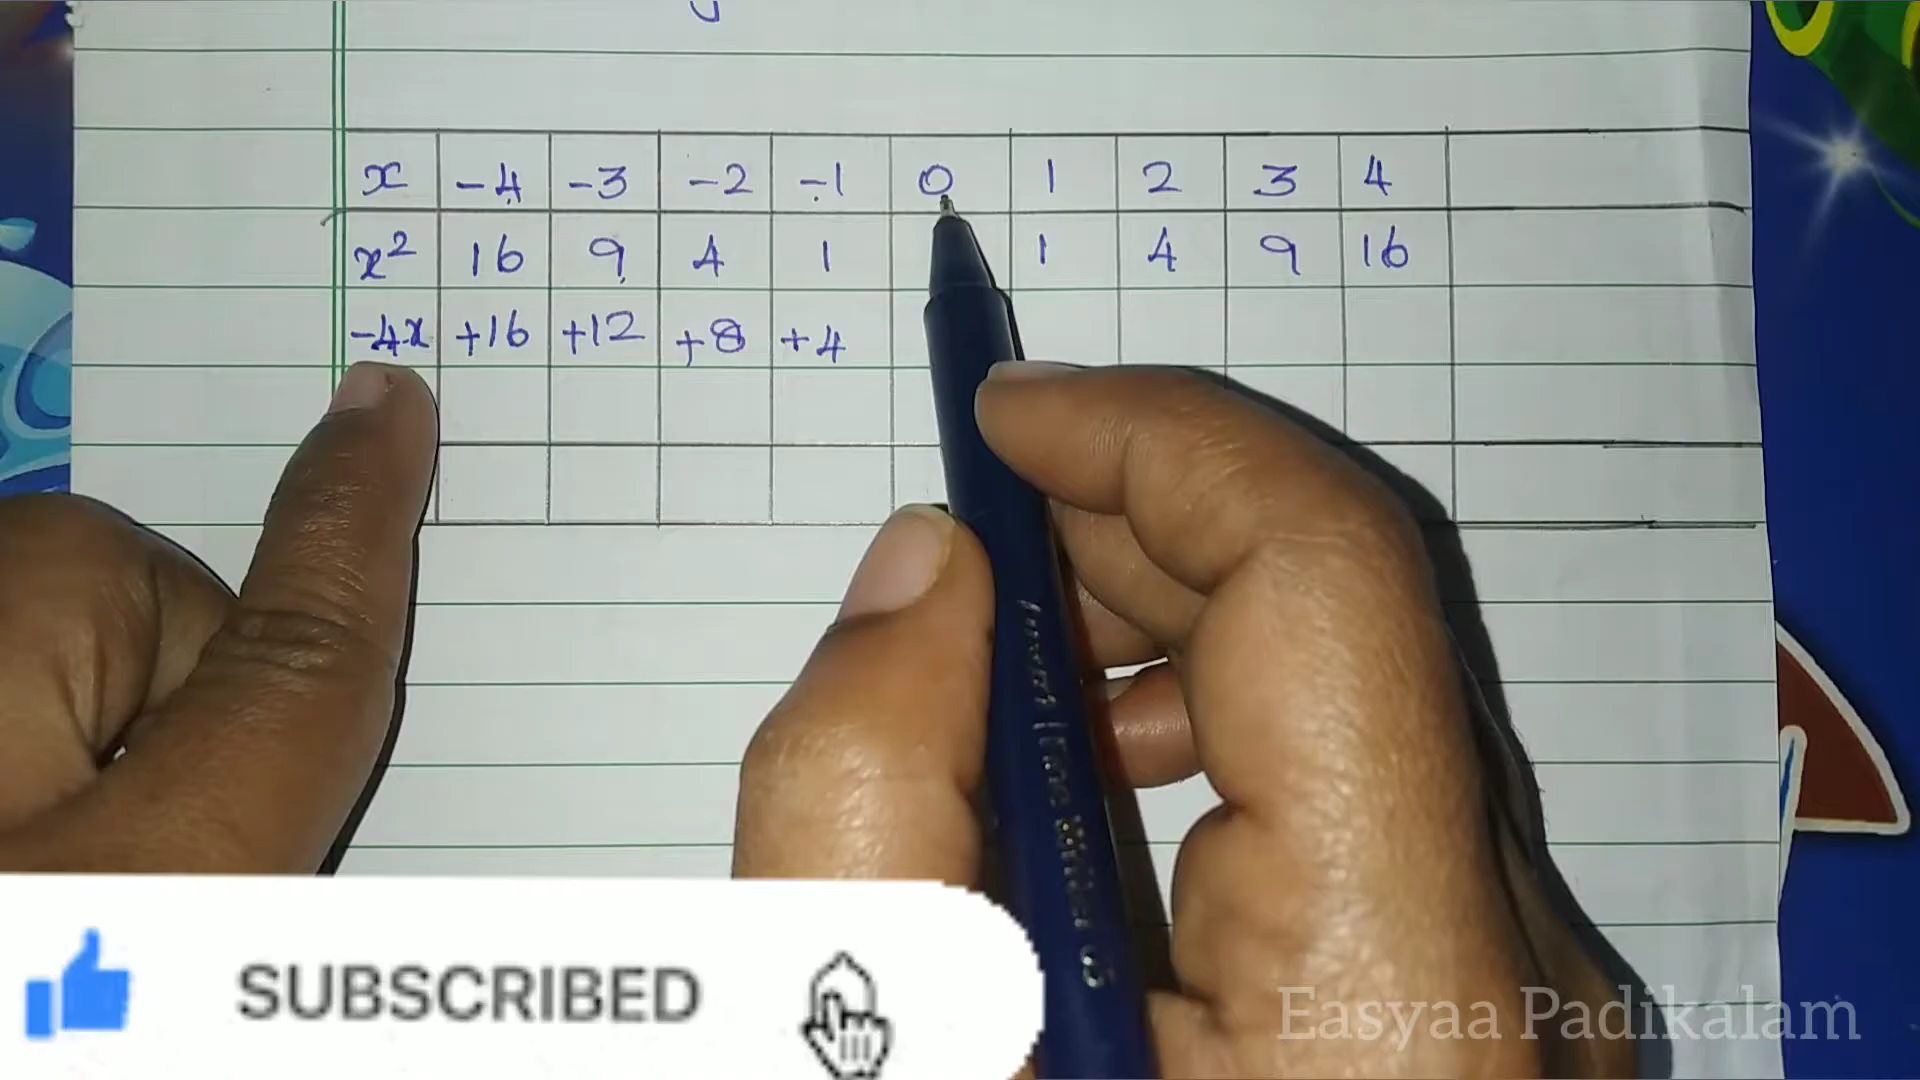 x -4 -3 -2 -1 0 1 2 3 4
x² 16 9 4 1 1 4 9 16
-4x +16 +12 +8 +4
SUBSCRIBED
Easyaa Padikalam